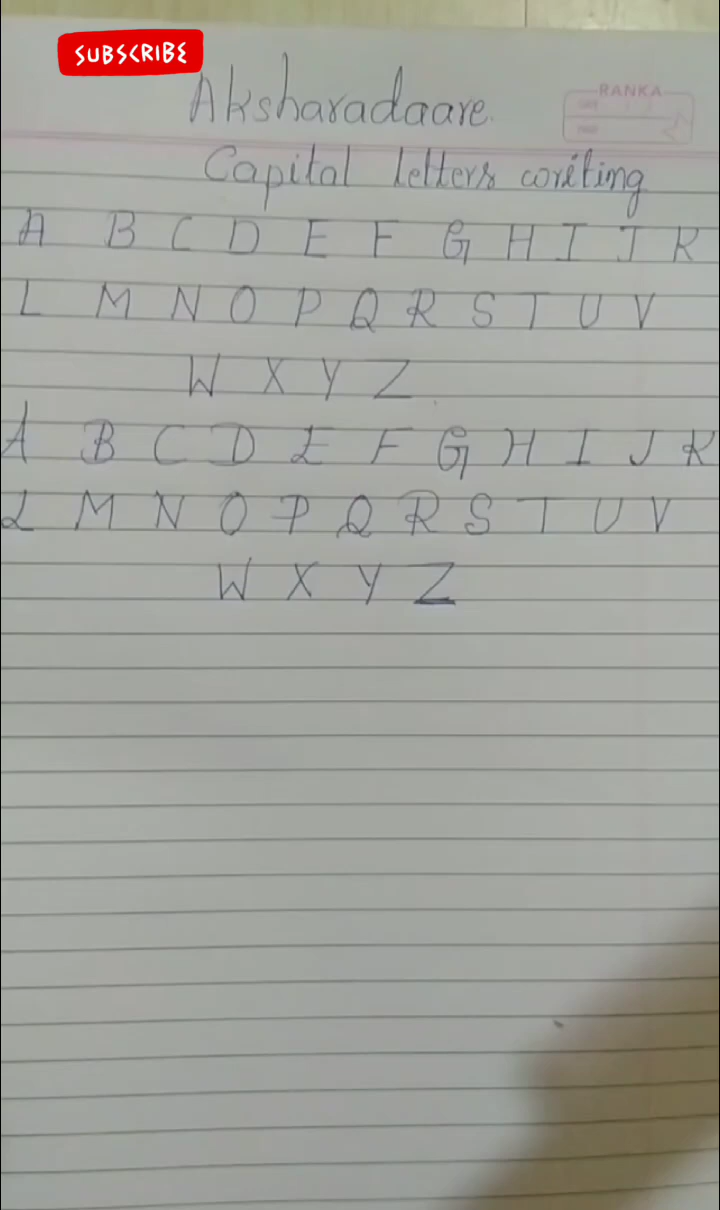 SUBSCRIBE
Aksharadaare.
RANKA
Capital letters writing
A B C D E F G H I J K
L M N O P Q R S T U V
W X Y Z
A B C D E F G H I J K
L M N O P Q R S T U V
W X Y Z